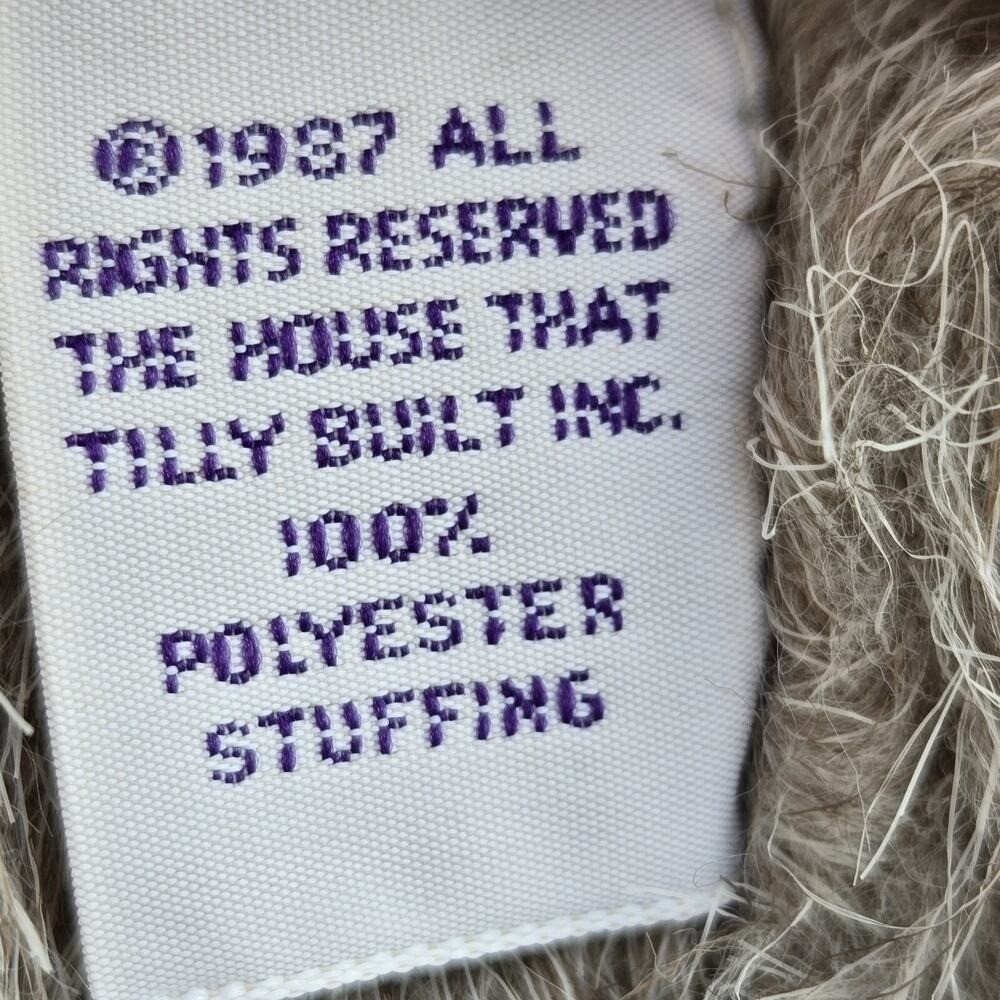 ®1987 ALL
RIGHTS RESERVED
THE HOUSE THAT
TILLY BUILT INC.
100%
POLYESTER
STUFFING